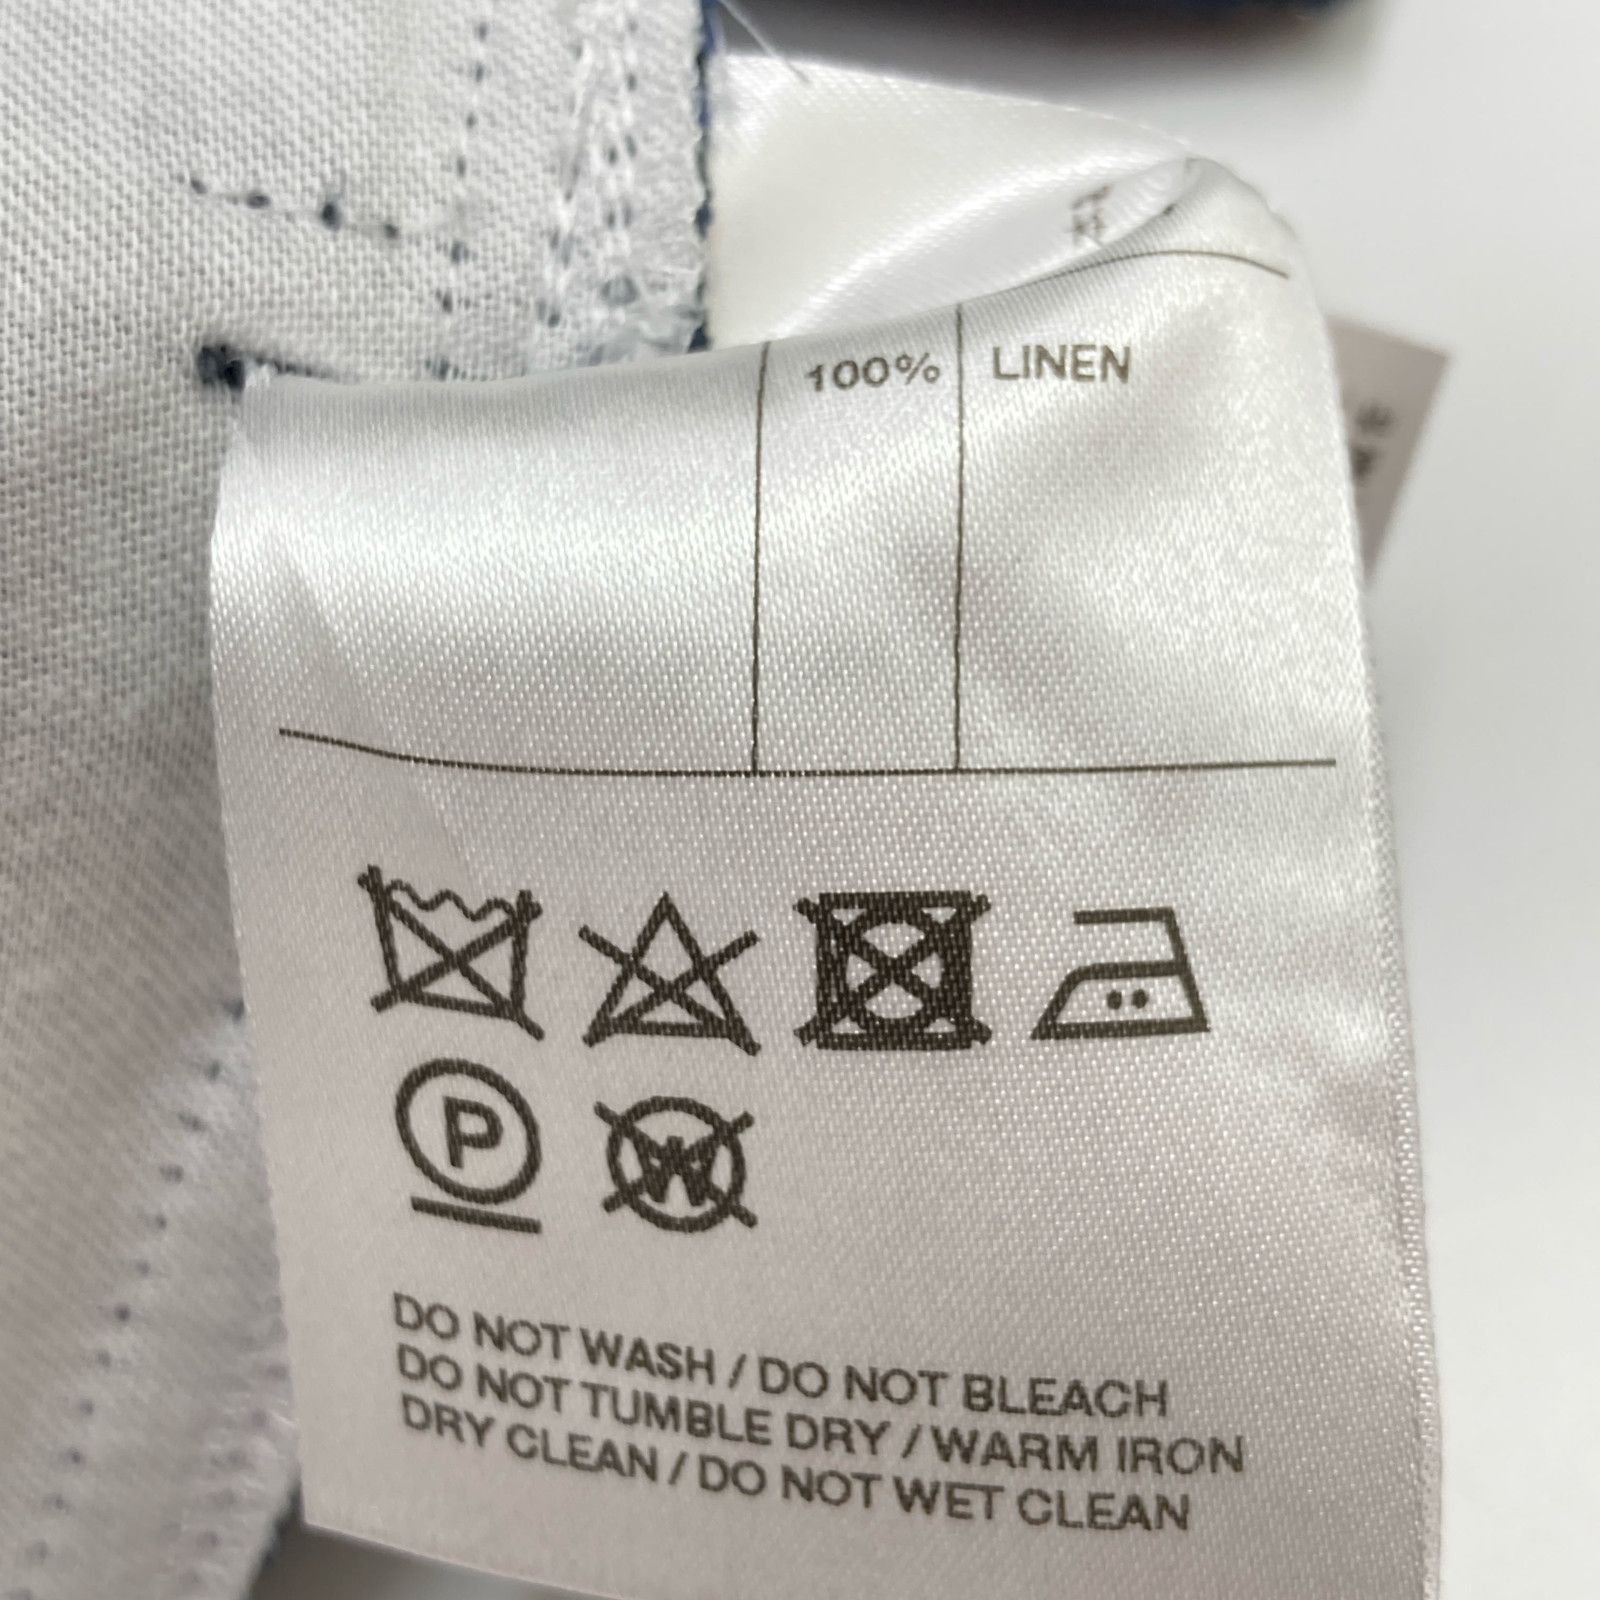 100% LINEN
P
W
DO NOT WASH / DO NOT BLEACH
DO NOT TUMBLE DRY / WARM IRON
DRY CLEAN / DO NOT WET CLEAN